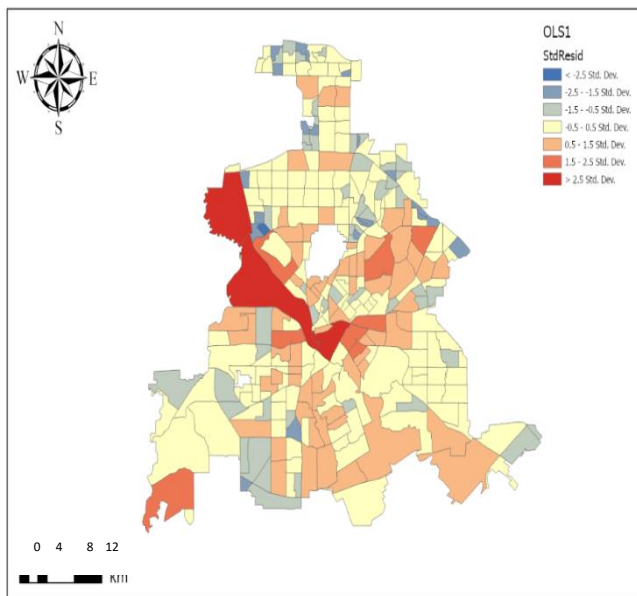 N
W E
S
OLS1
StdResid
< -2.5 Std. Dev.
-2.5 - -1.5 Std. Dev.
-1.5 - -0.5 Std. Dev.
-0.5 - 0.5 Std. Dev.
0.5 - 1.5 Std. Dev.
1.5 - 2.5 Std. Dev.
> 2.5 Std. Dev.
0 4 8 12
Km